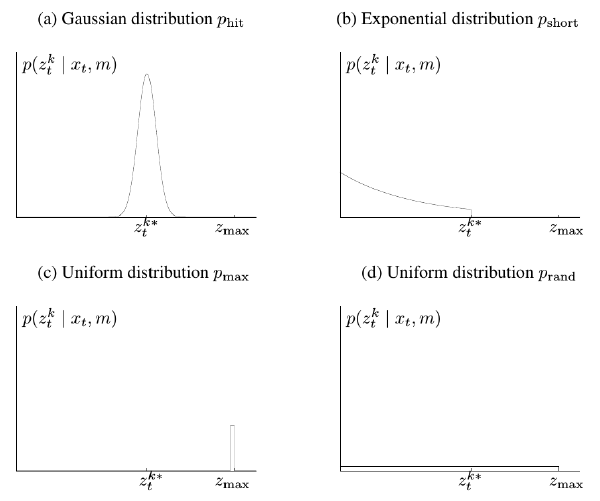 (a) Gaussian distribution p_hit
(b) Exponential distribution p_short
p(z_t^k | x_t, m)
p(z_t^k | x_t, m)
z_t^{k*} z_max
z_t^{k*} z_max
(c) Uniform distribution p_max
(d) Uniform distribution p_rand
p(z_t^k | x_t, m)
p(z_t^k | x_t, m)
z_t^{k*} z_max
z_t^{k*} z_max